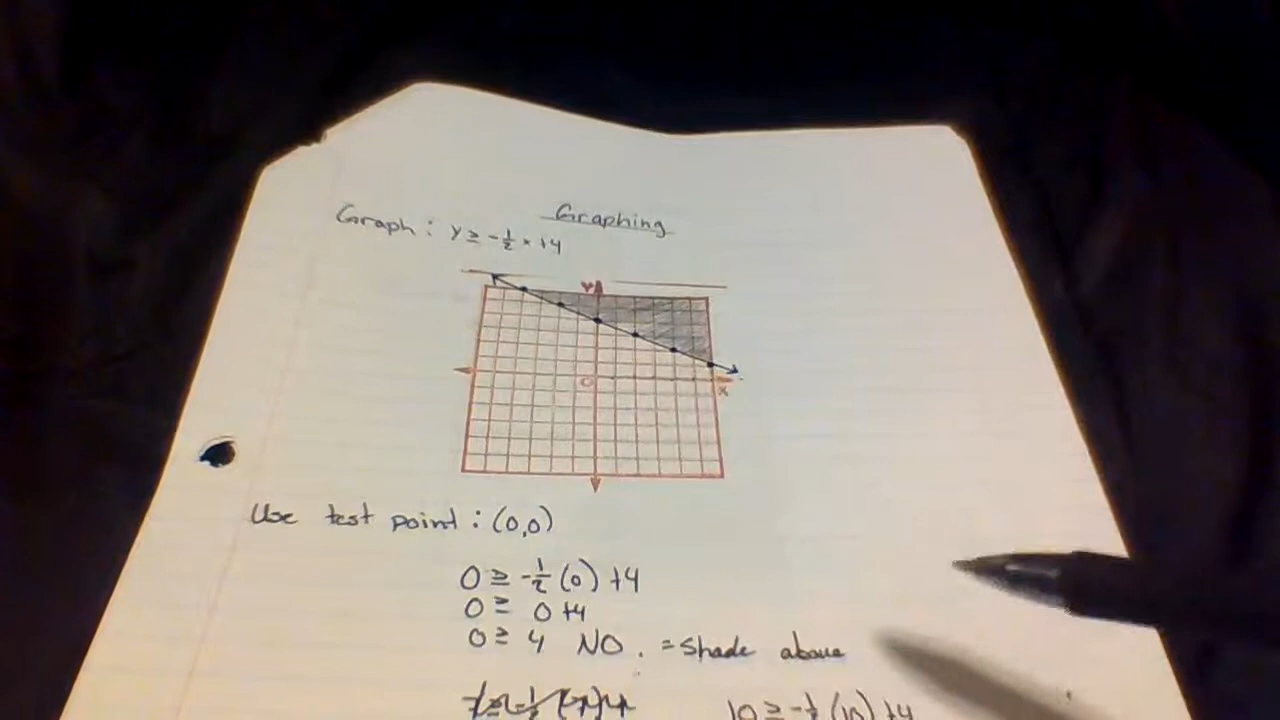 Graphing
Graph: y ≥ -1/2 x +4
Y
O
X
Use test point: (0,0)
0 ≥ -1/2 (0) +4
0 ≥ 0 +4
0 ≥ 4 NO. = Shade above
10 ≥ -1/2 (10) +4